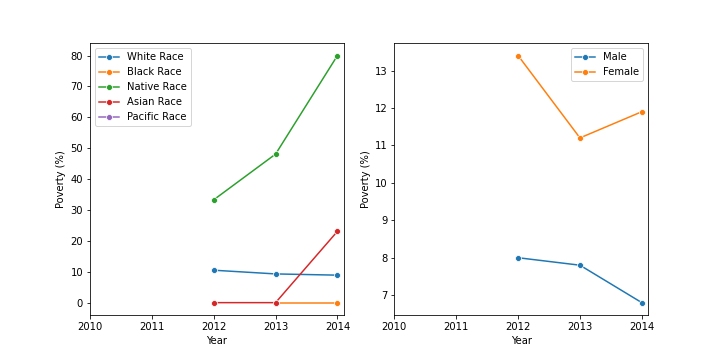 80
70
60
50
40
30
20
10
0
Poverty (%)
White Race
Black Race
Native Race
Asian Race
Pacific Race
2010 2011 2012 2013 2014
Year
13
12
11
10
9
8
7
Poverty (%)
Male
Female
2010 2011 2012 2013 2014
Year